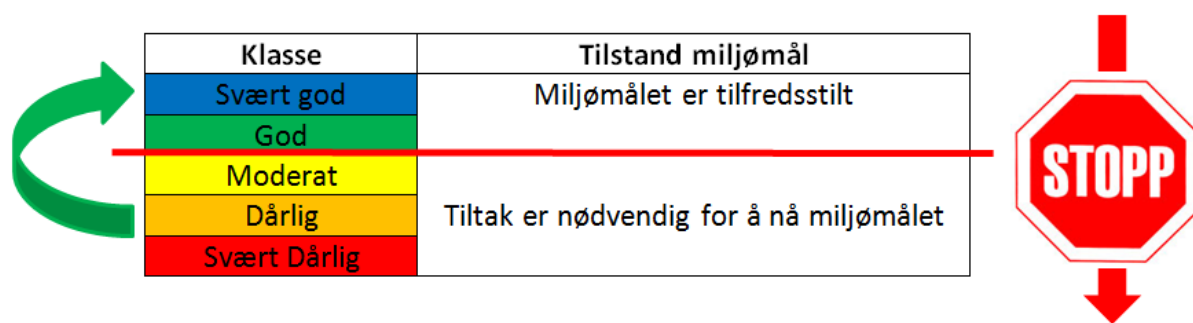 Klasse Tilstand miljømål
Svært god Miljømålet er tilfredsstilt
God
Moderat
Dårlig Tiltak er nødvendig for å nå miljømålet
Svært Dårlig
STOPP